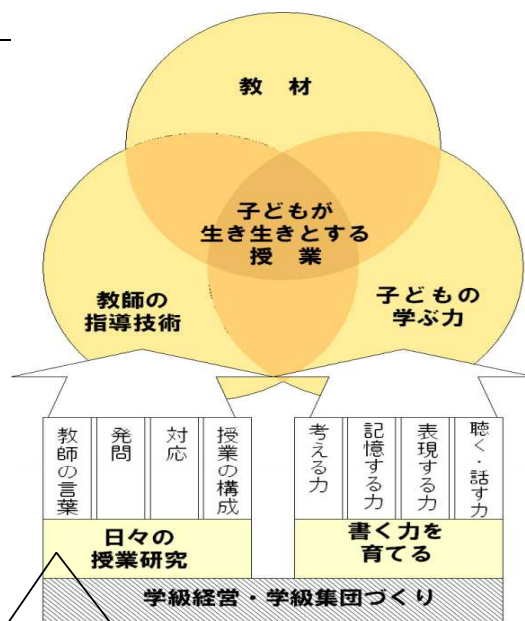 教 材
子どもが
生き生きとする
授 業
教師の
指導技術
子どもの
学ぶ力
教師の言葉
発問
対応
授業の構成
考える力
記憶する力
表現する力
聴く・話す力
日々の
授業研究
書く力を
育てる
学級経営・学級集団づくり